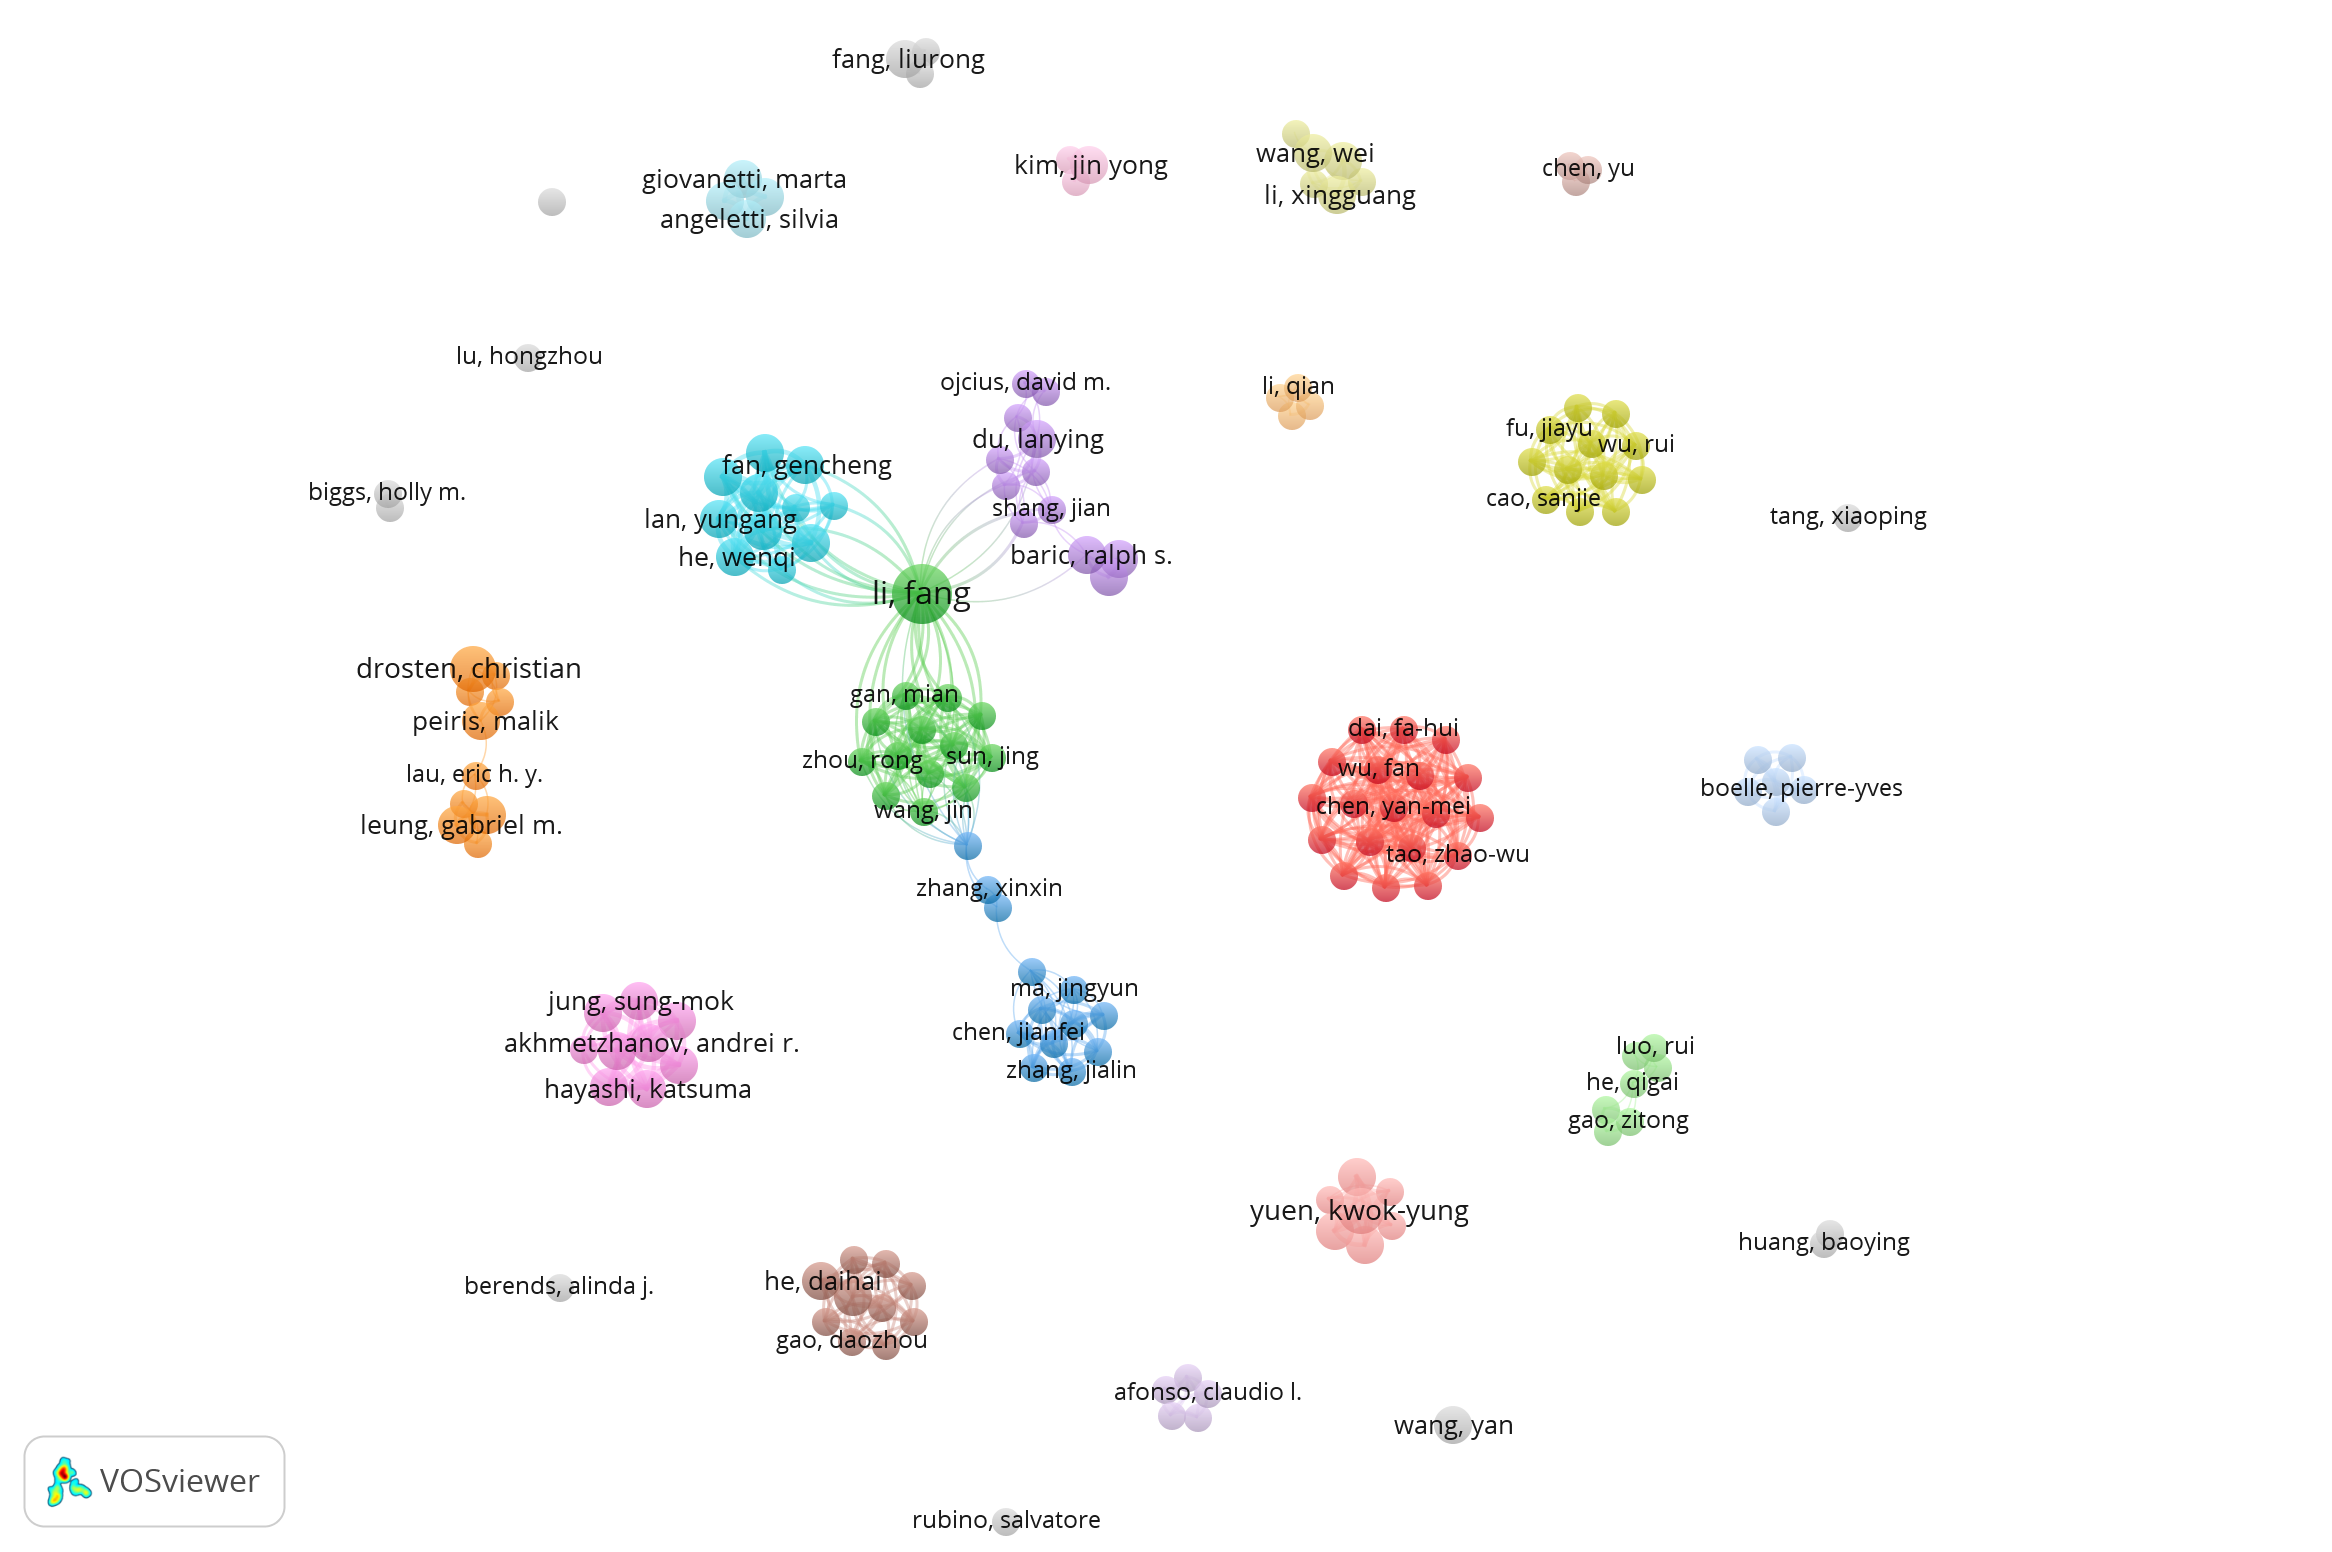 fang, liurong
kim, jin yong
wang, wei
li, xingguang
chen, yu
giovanetti, marta
angeletti, silvia
lu, hongzhou
ojcius, david m.
li, qian
du, lanying
fu, jiayu
wu, rui
fan, gencheng
biggs, holly m.
cao, sanjie
shang, jian
lan, yungang
tang, xiaoping
he, wenqi
baric, ralph s.
li, fang
drosten, christian
gan, mian
peiris, malik
dai, fa-hui
zhou, rong
sun, jing
wu, fan
lau, eric h. y.
boelle, pierre-yves
chen, yan-mei
wang, jin
leung, gabriel m.
tao, zhao-wu
zhang, xinxin
ma, jingyun
jung, sung-mok
chen, jianfei
akhmetzhanov, andrei r.
luo, rui
zhang, jialin
he, qigai
hayashi, katsuma
gao, zitong
yuen, kwok-yung
huang, baoying
he, daihai
berends, alinda j.
gao, daozhou
afonso, claudio l.
wang, yan
VOSviewer
rubino, salvatore